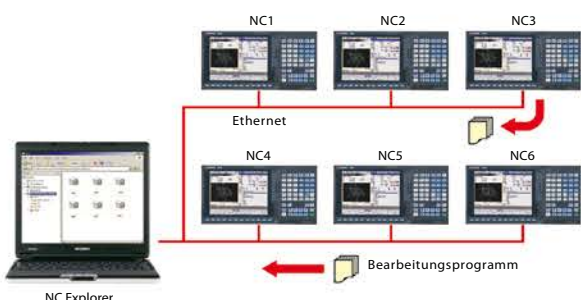 NC1
NC2
NC3
Ethernet
NC4
NC5
NC6
Bearbeitungsprogramm
NC Explorer